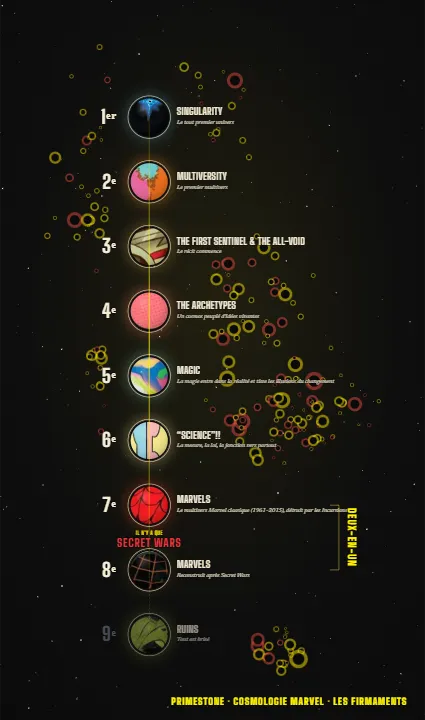 1er
SINGULARITY
Le tout premier univers
2e
MULTIVERSITY
Le premier multivers
3e
THE FIRST SENTINEL & THE ALL-VOID
Le récit commence
4e
THE ARCHETYPES
Un cosmos peuplé d'idées vivantes
5e
MAGIC
La magie entre dans la réalité et tisse les illusions du changement
6e
"SCIENCE"!!
La mesure, la loi, la fonction vers partout
7e
MARVELS
Le multivers Marvel classique (1961-2015), détruit par les Incursions
IL N'Y A QUE
SECRET WARS
DEUX-EN-UN
8e
MARVELS
Reconstruit après Secret Wars
9e
RUINS
Tout est brisé
PRIMESTONE · COSMOLOGIE MARVEL · LES FIRMAMENTS